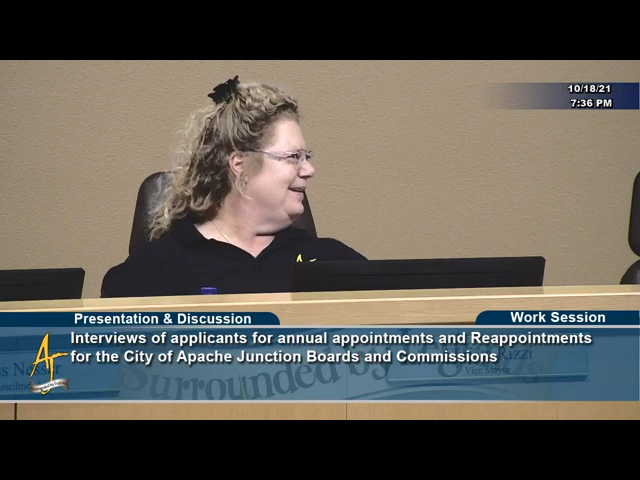 10/18/21
7:36 PM
Presentation & Discussion
Work Session
Interviews of applicants for annual appointments and Reappointments
for the City of Apache Junction Boards and Commissions
Surrounded by
Vice Mayor